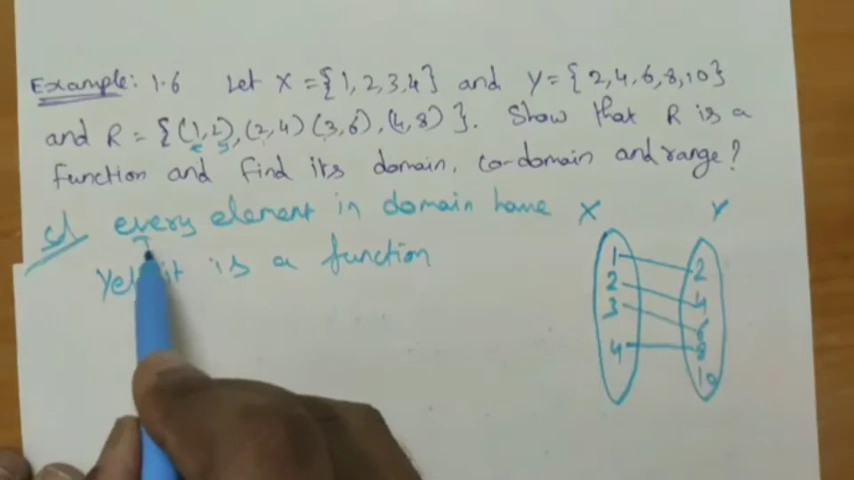 Example: 1.6 Let X = {1, 2, 3, 4} and Y = {2, 4, 6, 8, 10}
and R = {(1, 2), (2, 4) (3, 6), (4, 8) }. Show that R is a
function and find its domain, co-domain and range?
Sol every element in domain have
Yes it is a function
X Y
1 2
2 4
3 6
4 8
10